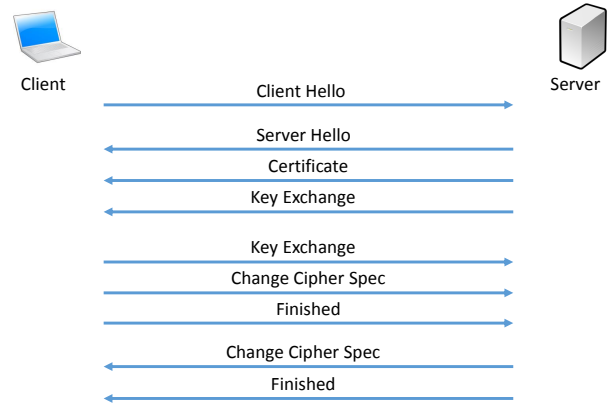 Client
Server
Client Hello
Server Hello
Certificate
Key Exchange
Key Exchange
Change Cipher Spec
Finished
Change Cipher Spec
Finished